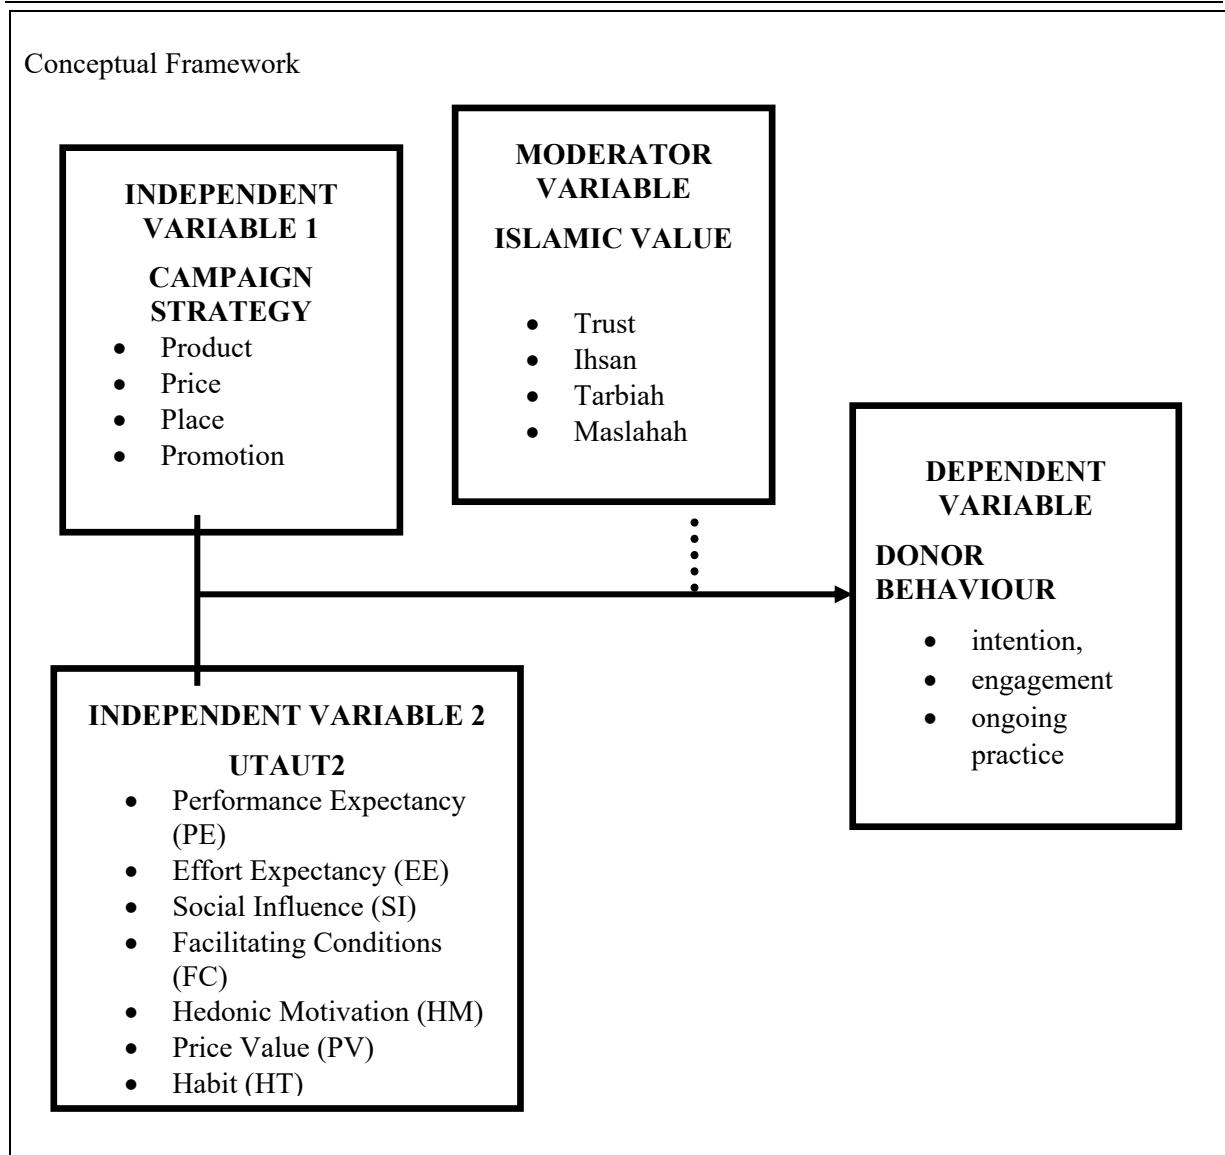 Conceptual Framework
INDEPENDENT
VARIABLE 1
CAMPAIGN
STRATEGY
• Product
• Price
• Place
• Promotion
MODERATOR
VARIABLE
ISLAMIC VALUE
• Trust
• Ihsan
• Tarbiah
• Maslahah
DEPENDENT
VARIABLE
DONOR
BEHAVIOUR
• intention,
• engagement
• ongoing
practice
INDEPENDENT VARIABLE 2
UTAUT2
• Performance Expectancy
(PE)
• Effort Expectancy (EE)
• Social Influence (SI)
• Facilitating Conditions
(FC)
• Hedonic Motivation (HM)
• Price Value (PV)
• Habit (HT)